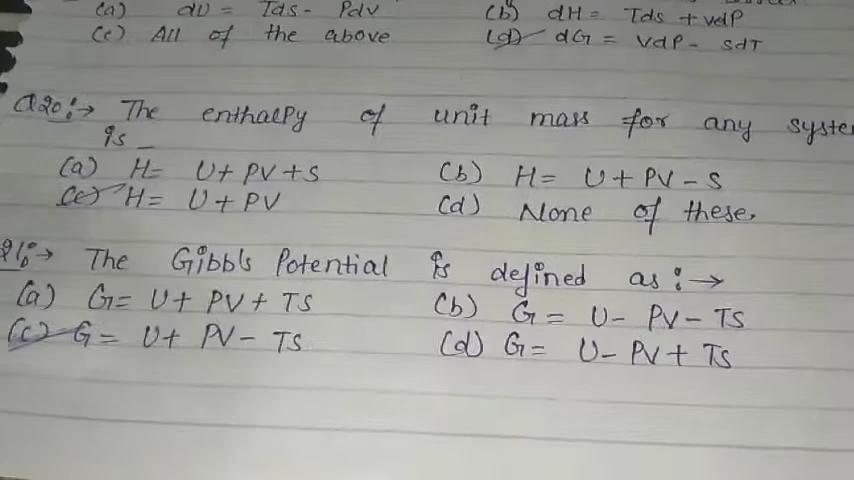 (a) dU = Tds - Pdv (b) dH = Tds + vdP
(c) All of the above (d) dG = vdP - sdT
Q20:→ The enthalpy of unit mass for any system
is _
(a) H = U + PV + S (b) H = U + PV - S
(c) H = U + PV (d) None of these.
21:→ The Gibb's Potential is defined as:→
(a) G = U + PV + TS (b) G = U - PV - TS
(c) G = U + PV - TS (d) G = U - PV + TS